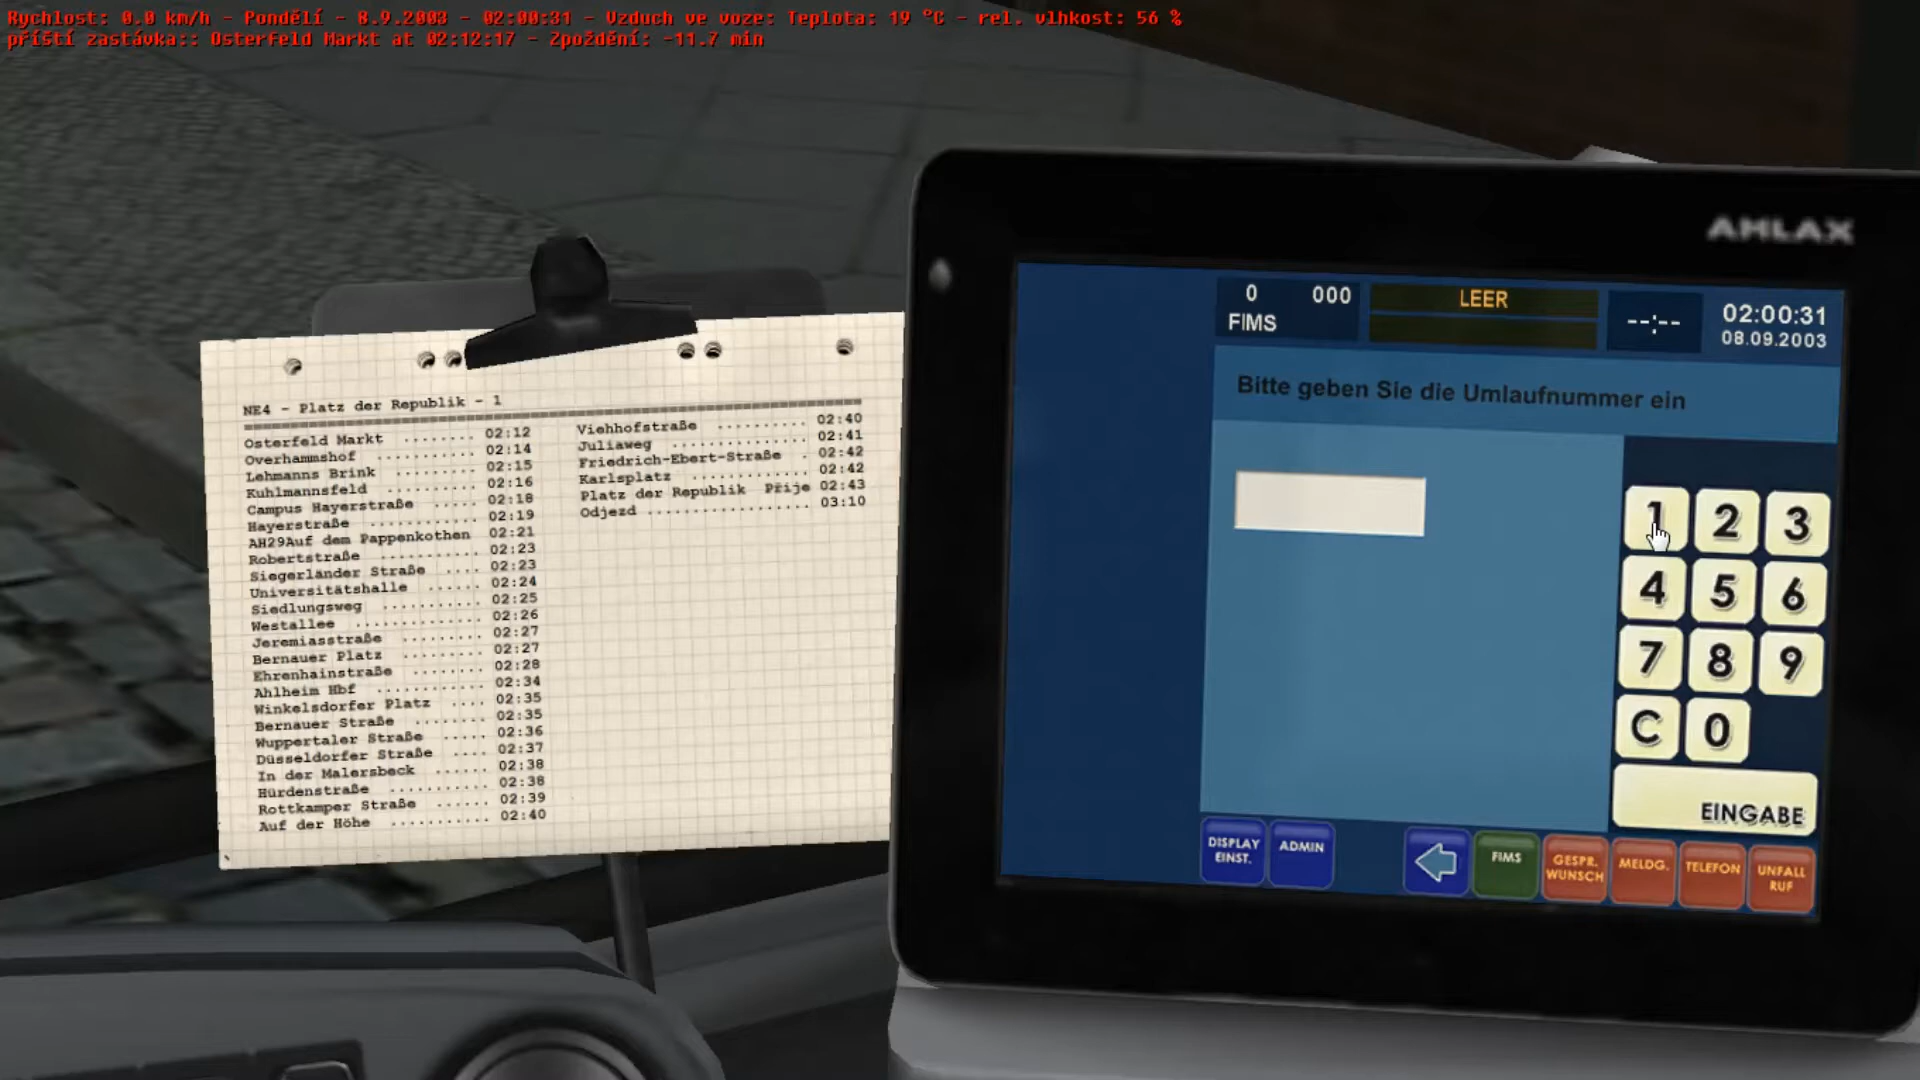 Rychlost: 0.0 km/h - Pondělí - 8.9.2003 - 02:00:31 - Vzduch ve voze: Teplota: 19 °C - rel. vlhkost: 56 %
příští zastávka:: Osterfeld Markt at 02:12:17 - Zpoždění: -11.7 min
NE4 - Platz der Republik - 1
Osterfeld Markt ........ 02:12
Overhammshof ........... 02:14
Lehmanns Brink ......... 02:15
Kuhlmannsfeld .......... 02:16
Campus Hayerstraße ..... 02:18
Hayerstraße ............ 02:19
AH29Auf dem Pappenkothen 02:21
Robertstraße ........... 02:23
Siegerländer Straße .... 02:23
Universitätshalle ...... 02:24
Siedlungsweg ........... 02:25
Westallee .............. 02:26
Jeremiasstraße ......... 02:27
Bernauer Platz ......... 02:27
Ehrenhainstraße ........ 02:28
Ahlheim Hbf ............ 02:34
Winkelsdorfer Platz .... 02:35
Bernauer Straße ........ 02:35
Wuppertaler Straße ..... 02:36
Düsseldorfer Straße .... 02:37
In der Malersbeck ...... 02:38
Hürdenstraße ........... 02:38
Rottkamper Straße ...... 02:39
Auf der Höhe ........... 02:40
Viehhofstraße .......... 02:40
Juliaweg ............... 02:41
Friedrich-Ebert-Straße . 02:42
Karlsplatz ............. 02:42
Platz der Republik Příje 02:43
Odjezd ................. 03:10
AMLAX
0 000
FIMS
LEER
--:--
02:00:31
08.09.2003
Bitte geben Sie die Umlaufnummer ein
1 2 3
4 5 6
7 8 9
C 0
EINGABE
DISPLAY EINST.
ADMIN
FIMS
GESPR. WUNSCH
MELDG.
TELEFON
UNFALL RUF